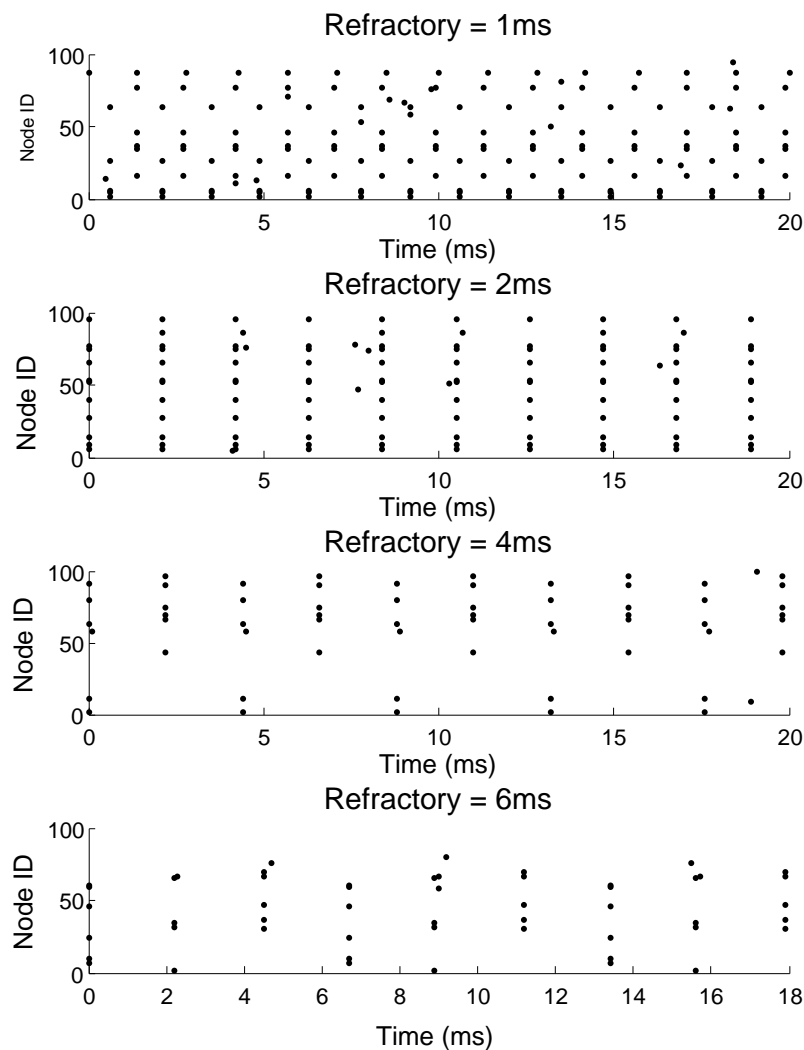 Refractory = 1ms
100
50
0
Node ID
0 5 10 15 20
Time (ms)
Refractory = 2ms
100
50
0
Node ID
0 5 10 15 20
Time (ms)
Refractory = 4ms
100
50
0
Node ID
0 5 10 15 20
Time (ms)
Refractory = 6ms
100
50
0
Node ID
0 2 4 6 8 10 12 14 16 18
Time (ms)